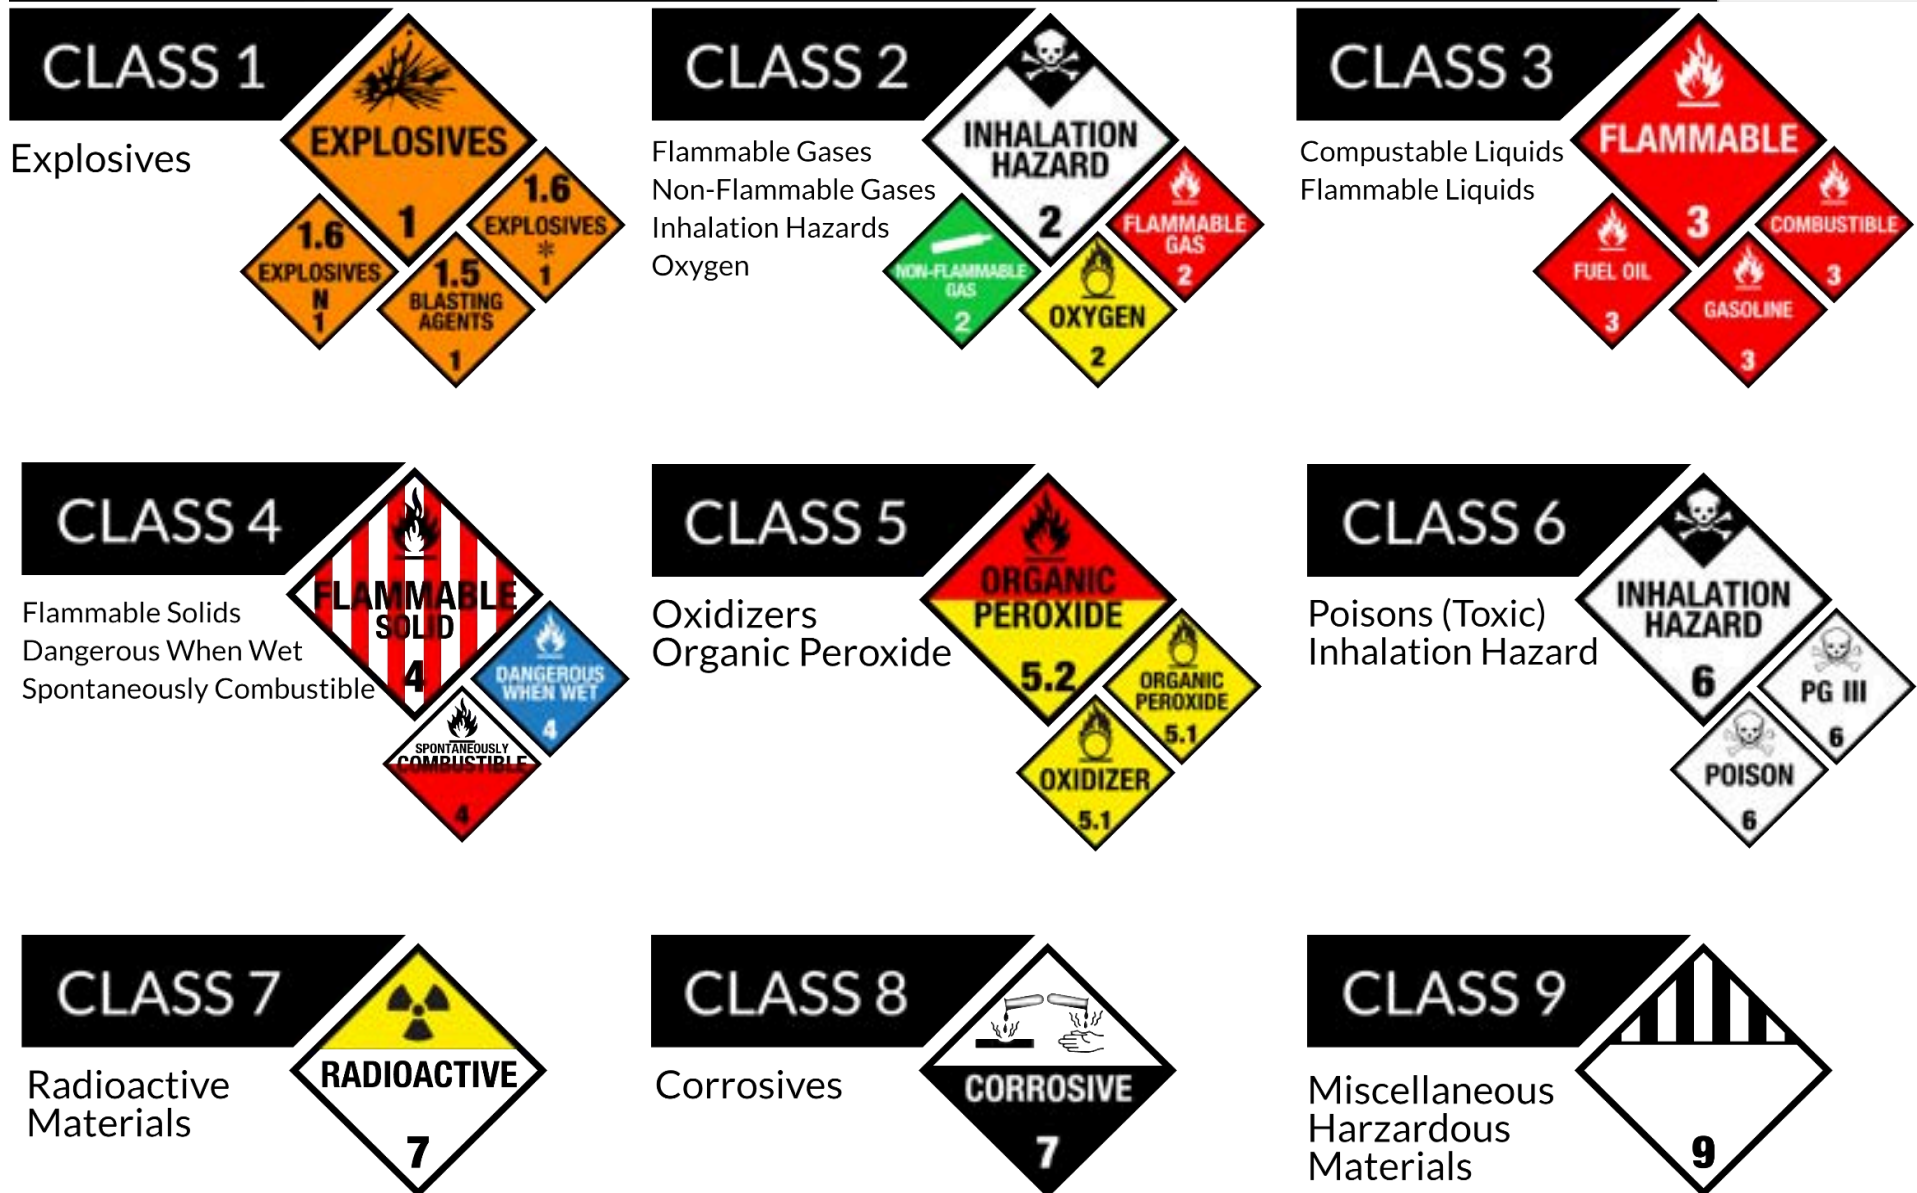 CLASS 1
Explosives
EXPLOSIVES
1
1.6
EXPLOSIVES
N
1
1.5
BLASTING
AGENTS
1
1.6
EXPLOSIVES
*
1
CLASS 2
Flammable Gases
Non-Flammable Gases
Inhalation Hazards
Oxygen
INHALATION
HAZARD
2
NON-FLAMMABLE
GAS
2
OXYGEN
2
FLAMMABLE
GAS
2
CLASS 3
Compustable Liquids
Flammable Liquids
FLAMMABLE
3
FUEL OIL
3
GASOLINE
3
COMBUSTIBLE
3
CLASS 4
Flammable Solids
Dangerous When Wet
Spontaneously Combustible
FLAMMABLE
SOLID
4
DANGEROUS
WHEN WET
4
SPONTANEOUSLY
COMBUSTIBLE
4
CLASS 5
Oxidizers
Organic Peroxide
ORGANIC
PEROXIDE
5.2
ORGANIC
PEROXIDE
5.1
OXIDIZER
5.1
CLASS 6
Poisons (Toxic)
Inhalation Hazard
INHALATION
HAZARD
6
PG III
6
POISON
6
CLASS 7
Radioactive
Materials
RADIOACTIVE
7
CLASS 8
Corrosives
CORROSIVE
7
CLASS 9
Miscellaneous
Harzardous
Materials
9